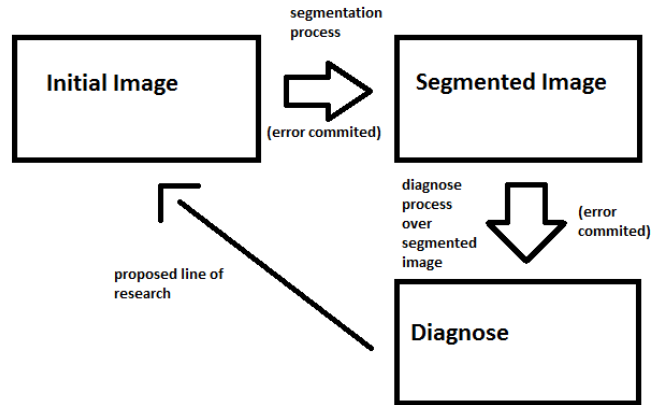 segmentation
process
Initial Image
Segmented Image
(error commited)
diagnose
process
over
segmented
image
(error
commited)
proposed line of
research
Diagnose